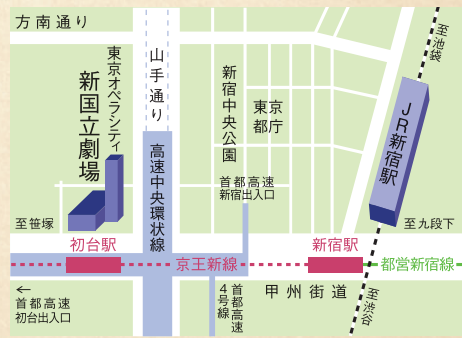 方南通り
至池袋
東京オペラシティ
山手通り
新宿中央公園
新国立劇場
東京
都庁
JR新宿駅
高速中央環状線
首都高速
新宿出入口
至笹塚
至九段下
初台駅
新宿駅
京王新線
都営新宿線
←
首都高速
初台出入口
首都高速
4号線
甲州街道
至渋谷